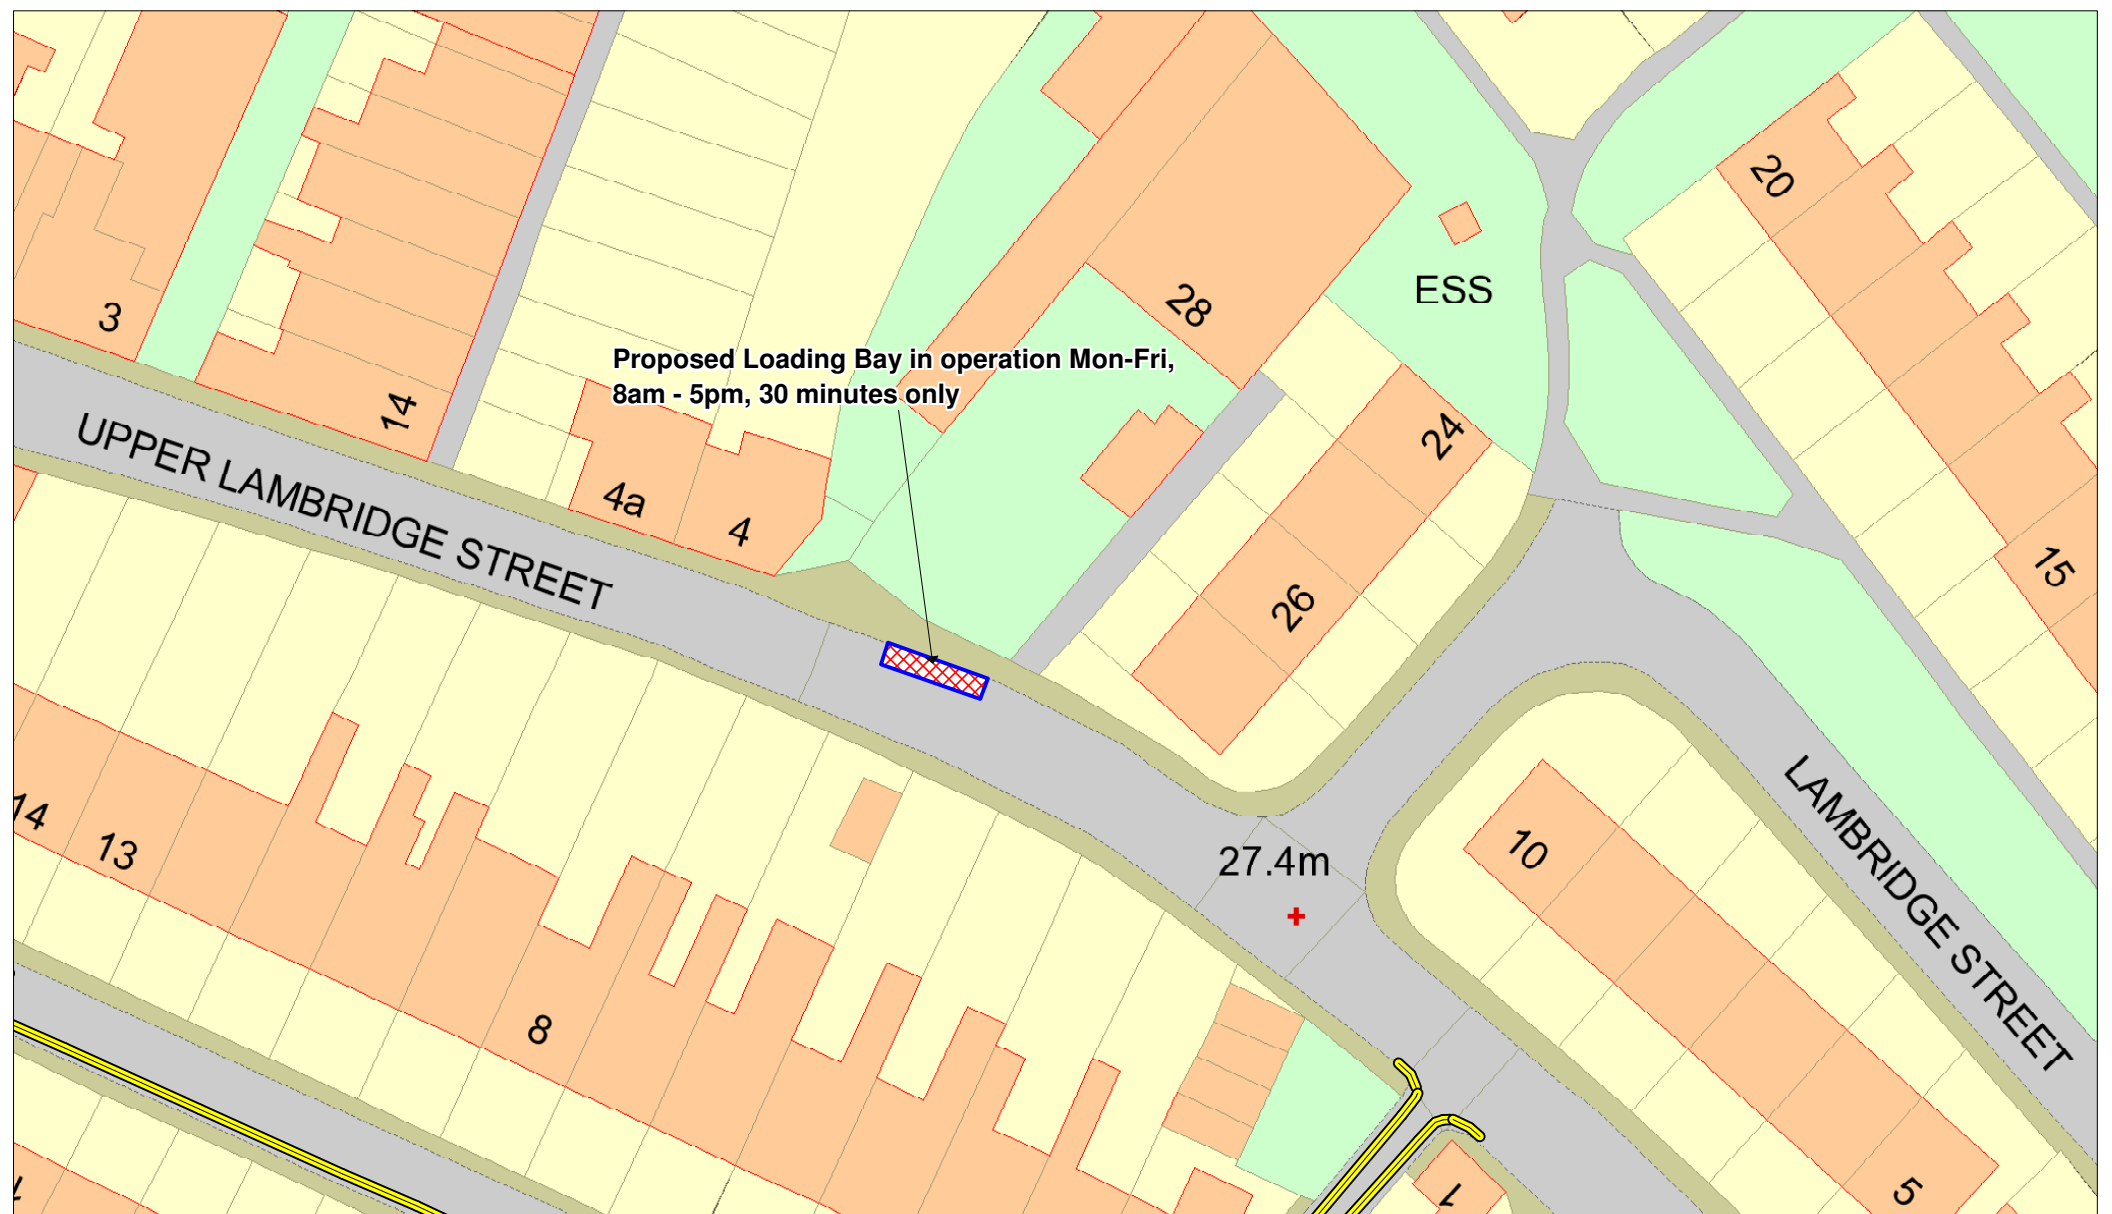 20
3
ESS
28
Proposed Loading Bay in operation Mon-Fri,
8am - 5pm, 30 minutes only
14
UPPER LAMBRIDGE STREET
24
4a
4
15
26
14
13
27.4m
10
LAMBRIDGE STREET
8
1
5